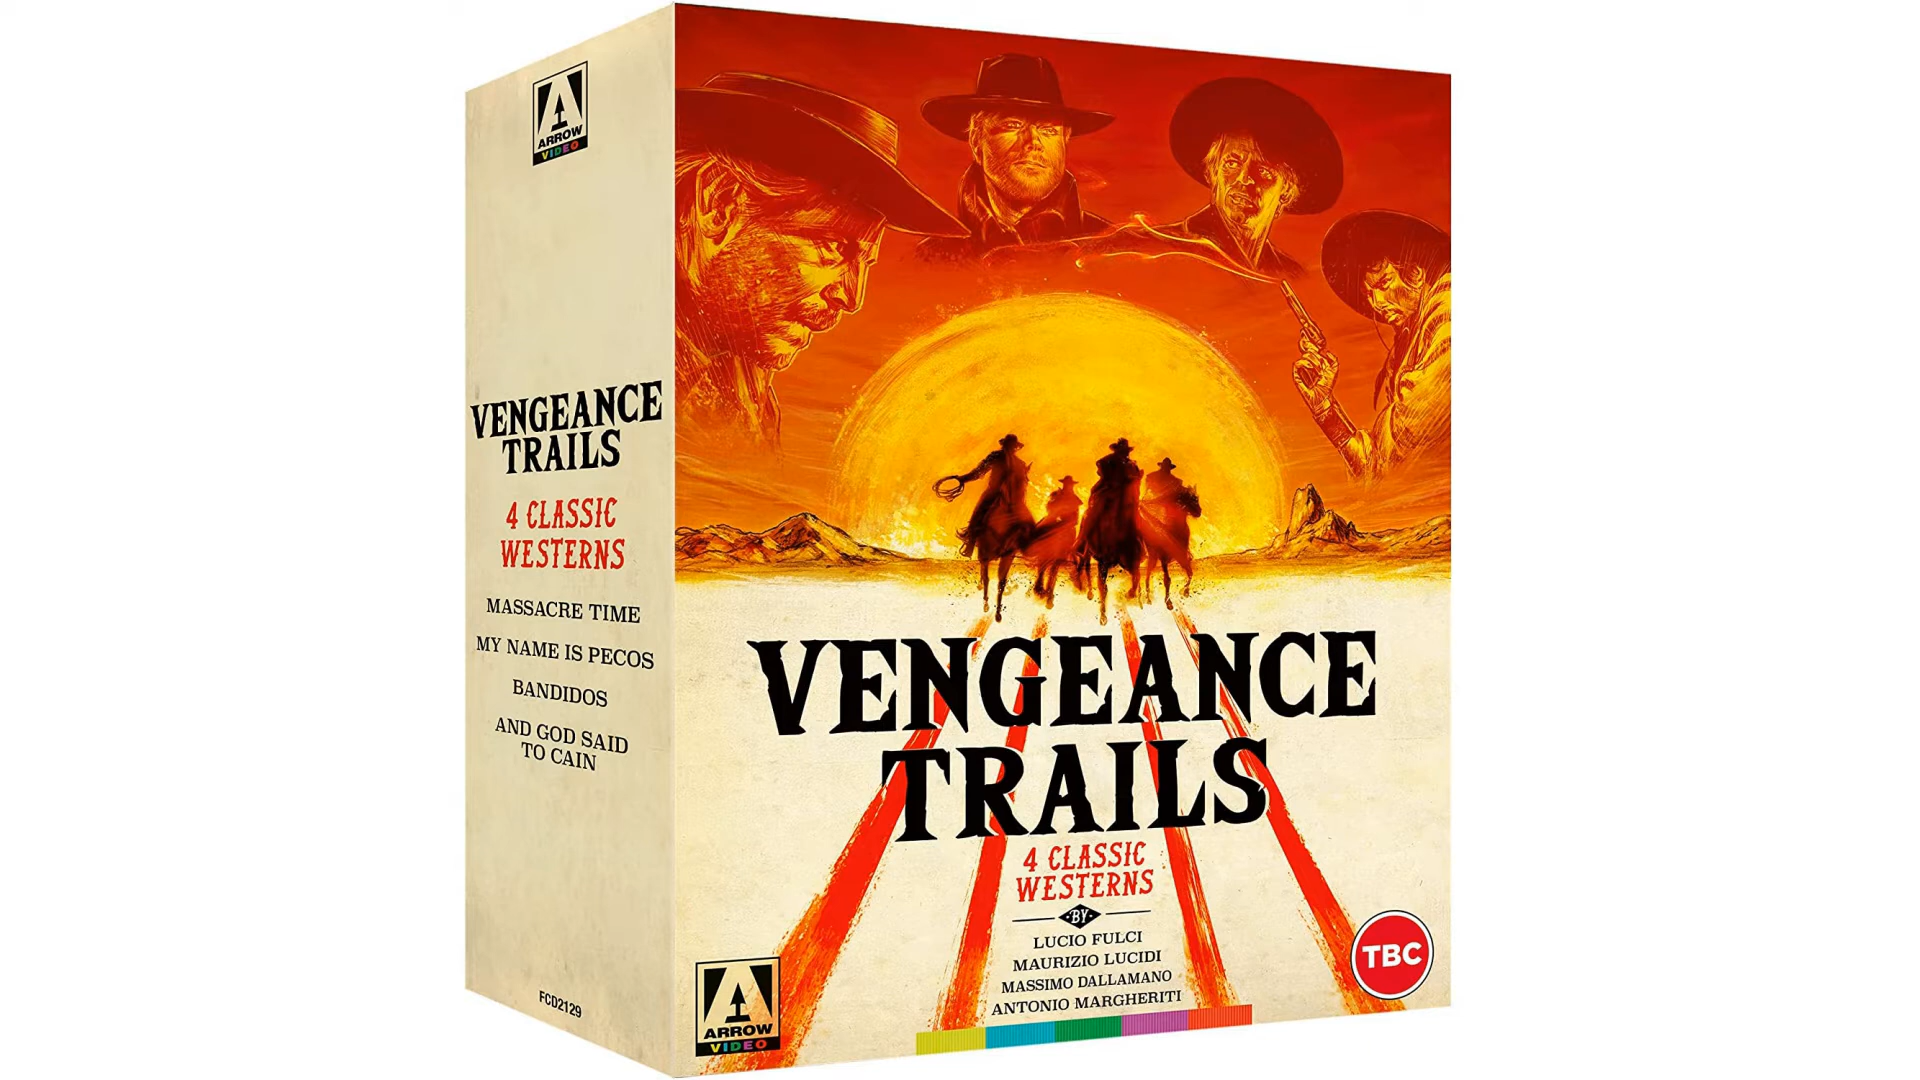 ARROW
VIDEO
VENGEANCE
TRAILS
4 CLASSIC
WESTERNS
MASSACRE TIME
MY NAME IS PECOS
BANDIDOS
AND GOD SAID
TO CAIN
FCD2129
VENGEANCE
TRAILS
4 CLASSIC
WESTERNS
BY
LUCIO FULCI
MAURIZIO LUCIDI
MASSIMO DALLAMANO
ANTONIO MARGHERITI
ARROW
VIDEO
TBC